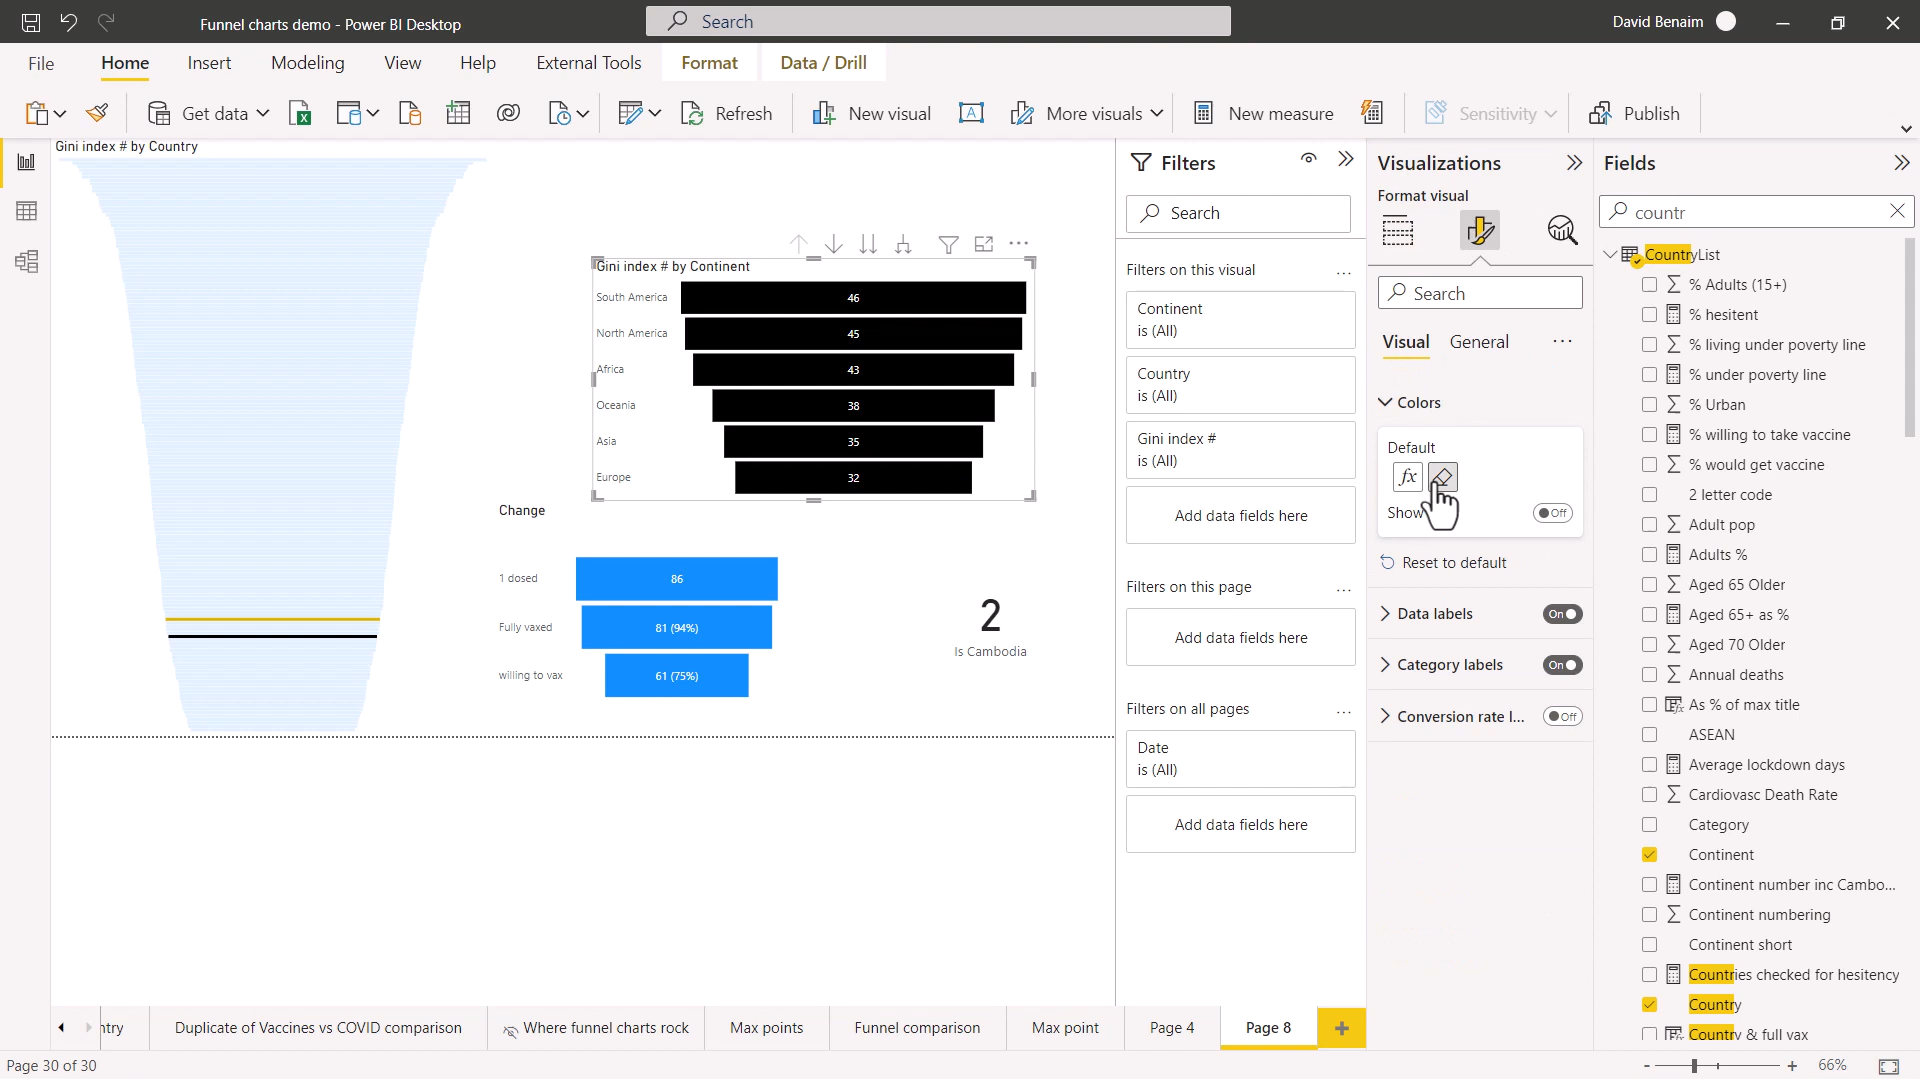 Funnel charts demo - Power BI Desktop
Search
David Benaim
File
Home
Insert
Modeling
View
Help
External Tools
Format
Data / Drill
Get data
Refresh
New visual
More visuals
New measure
Sensitivity
Publish
Gini index # by Country
Gini index # by Continent
South America
46
North America
45
Africa
43
Oceania
38
Asia
35
Europe
32
Change
1 dosed
86
Fully vaxed
81 (94%)
willing to vax
61 (75%)
2
Is Cambodia
Filters
Search
Filters on this visual
Continent
is (All)
Country
is (All)
Gini index #
is (All)
Add data fields here
Filters on this page
Add data fields here
Filters on all pages
Date
is (All)
Add data fields here
Visualizations
Format visual
Search
Visual
General
Colors
Default
fx
Show
Off
Reset to default
Data labels
On
Category labels
On
Conversion rate l...
Off
Fields
countr
CountryList
% Adults (15+)
% hesitent
% living under poverty line
% under poverty line
% Urban
% willing to take vaccine
% would get vaccine
2 letter code
Adult pop
Adults %
Aged 65 Older
Aged 65+ as %
Aged 70 Older
Annual deaths
As % of max title
ASEAN
Average lockdown days
Cardiovasc Death Rate
Category
Continent
Continent number inc Cambo...
Continent numbering
Continent short
Countries checked for hesitency
Country
Country & full vax
ntry
Duplicate of Vaccines vs COVID comparison
Where funnel charts rock
Max points
Funnel comparison
Max point
Page 4
Page 8
Page 30 of 30
66%